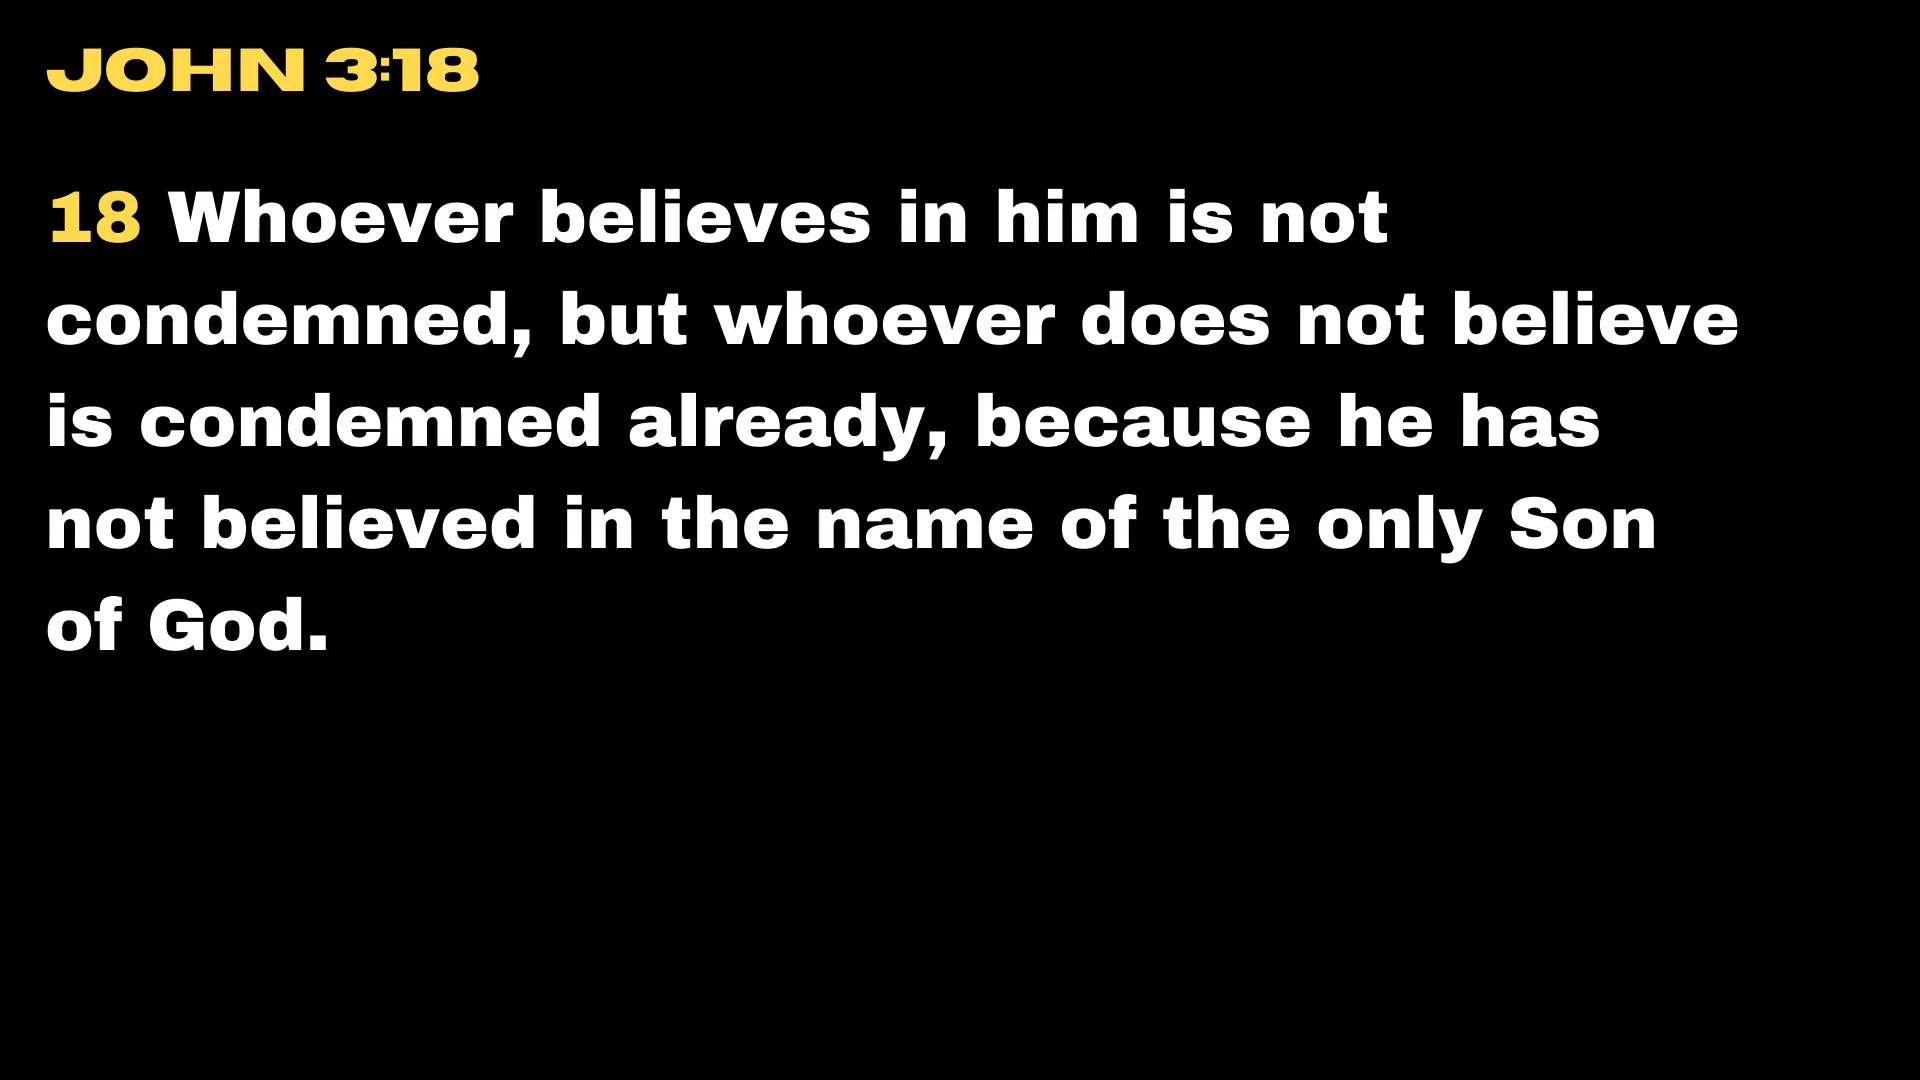 JOHN 3:18
18 Whoever believes in him is not
condemned, but whoever does not believe
is condemned already, because he has
not believed in the name of the only Son
of God.